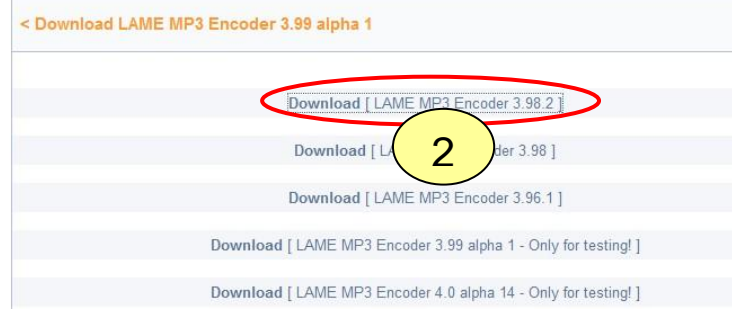 < Download LAME MP3 Encoder 3.99 alpha 1
Download [ LAME MP3 Encoder 3.98.2 ]
Download [ der 3.98 ]
2
Download [ LAME MP3 Encoder 3.96.1 ]
Download [ LAME MP3 Encoder 3.99 alpha 1 - Only for testing! ]
Download [ LAME MP3 Encoder 4.0 alpha 14 - Only for testing! ]